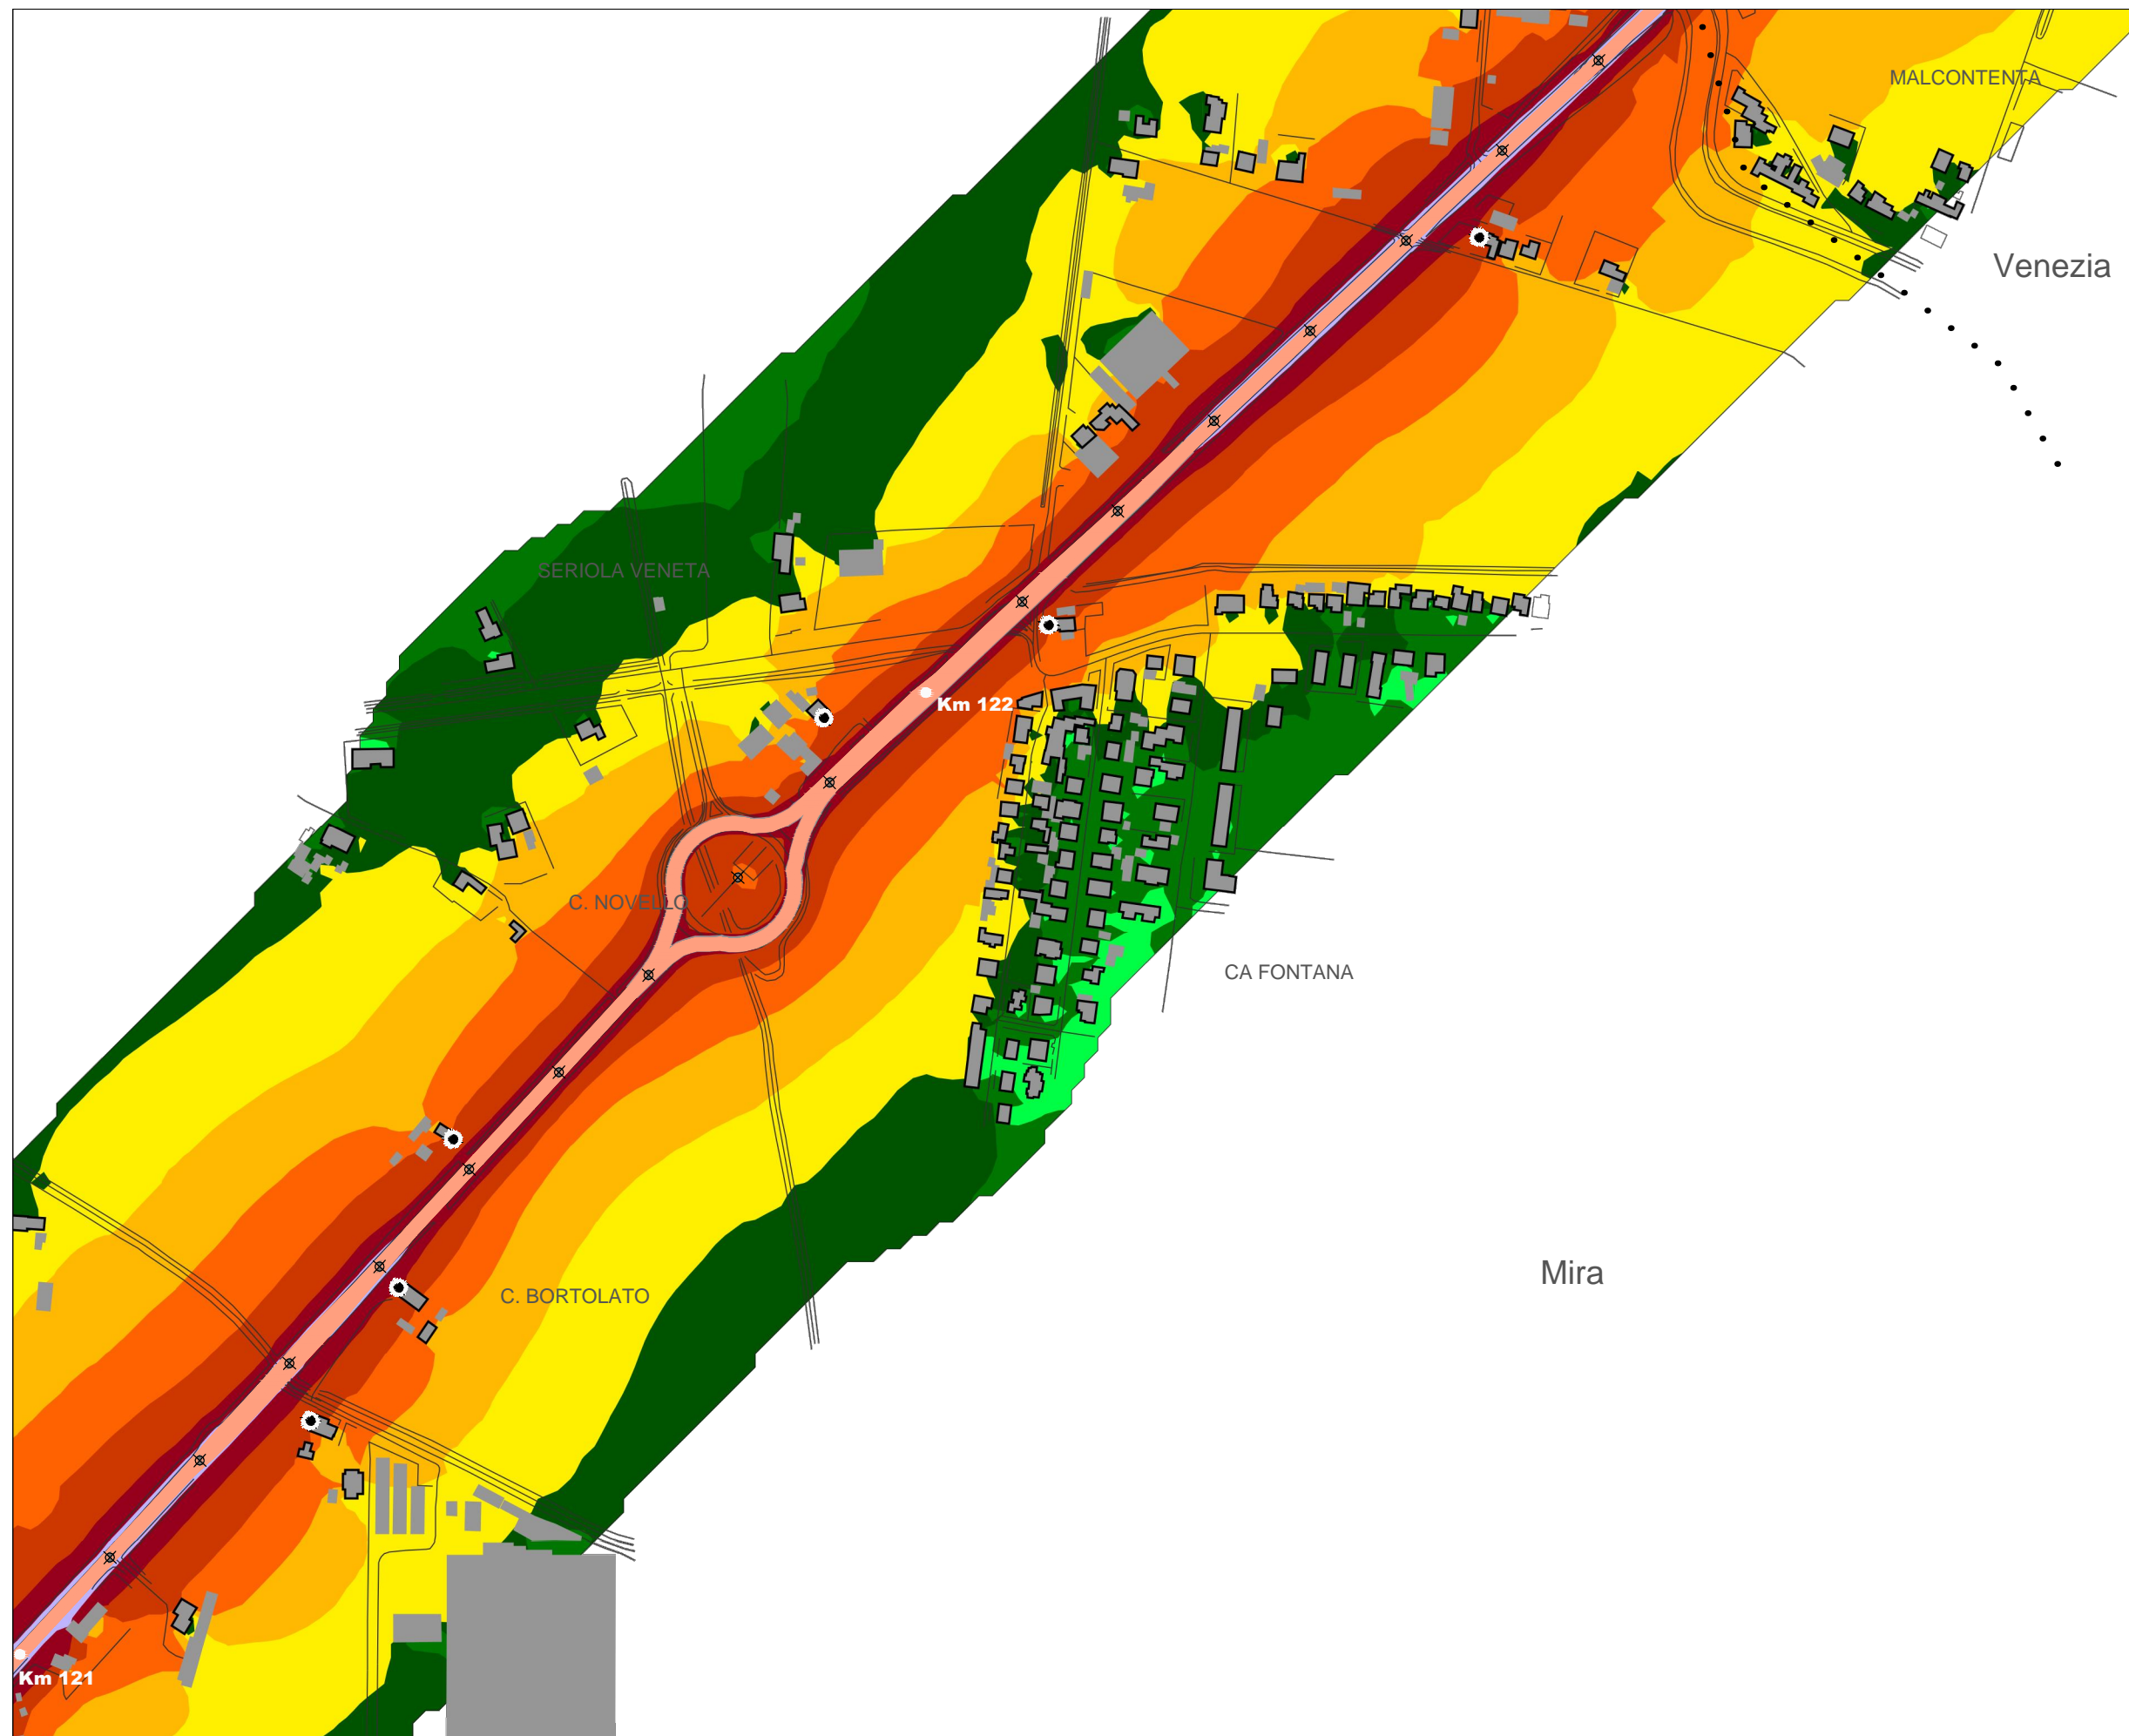 MALCONTENTA
Venezia
SERIOLA VENETA
Km 122
C. NOVELLO
CA FONTANA
Mira
C. BORTOLATO
Km 121